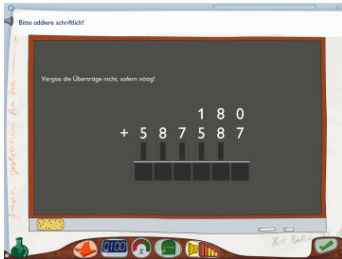 Bitte addiere schriftlich!
Vergiss die Überträge nicht, sofern nötig!
1 8 0
+ 5 8 7 5 8 7